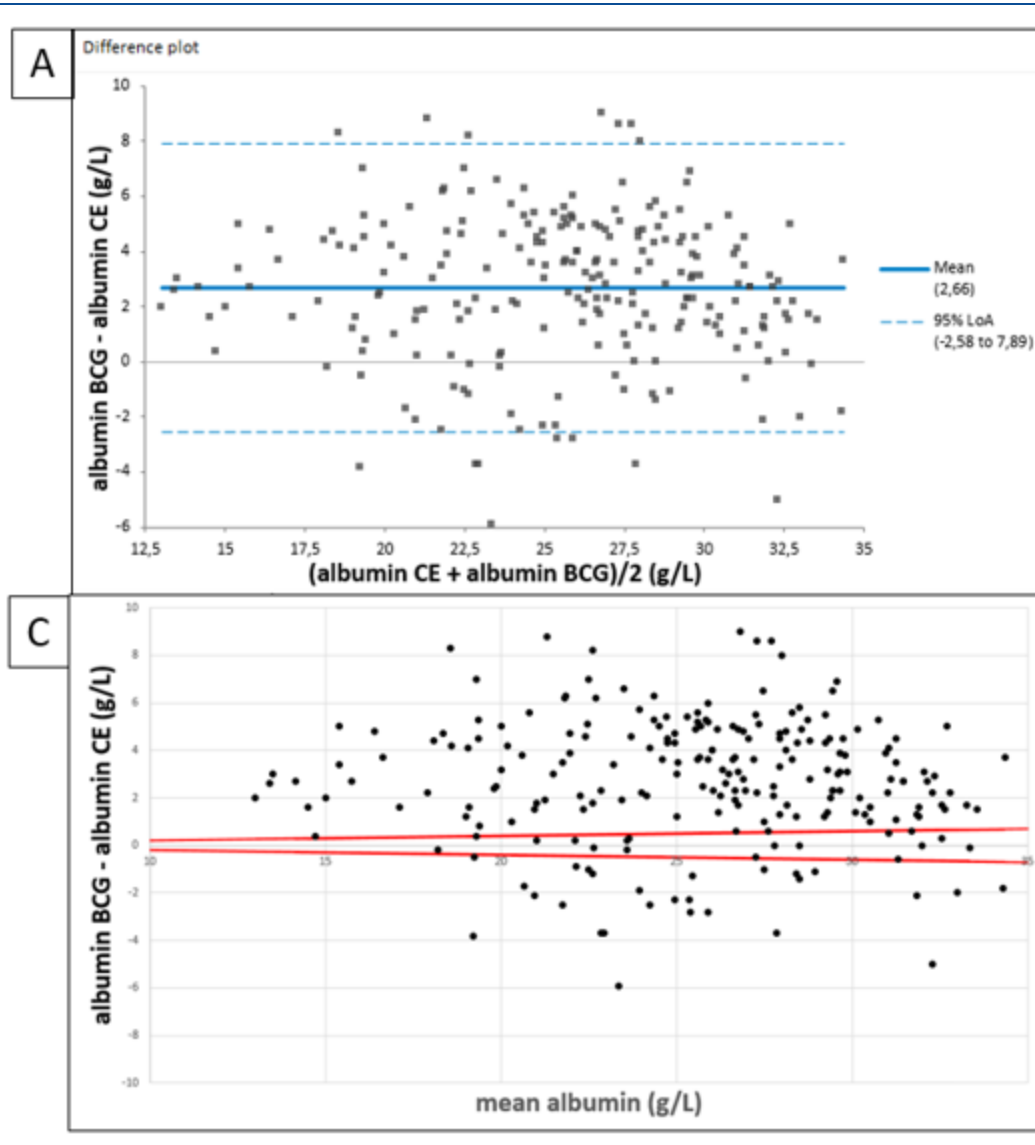 A
Difference plot
albumin BCG - albumin CE (g/L)
10
8
6
4
2
0
-2
-4
-6
12,5 15 17,5 20 22,5 25 27,5 30 32,5 35
(albumin CE + albumin BCG)/2 (g/L)
Mean
(2,66)
95% LoA
(-2,58 to 7,89)
C
albumin BCG - albumin CE (g/L)
10
8
6
4
2
0
-2
-4
-6
-8
-10
10 15 20 25 30 35
mean albumin (g/L)